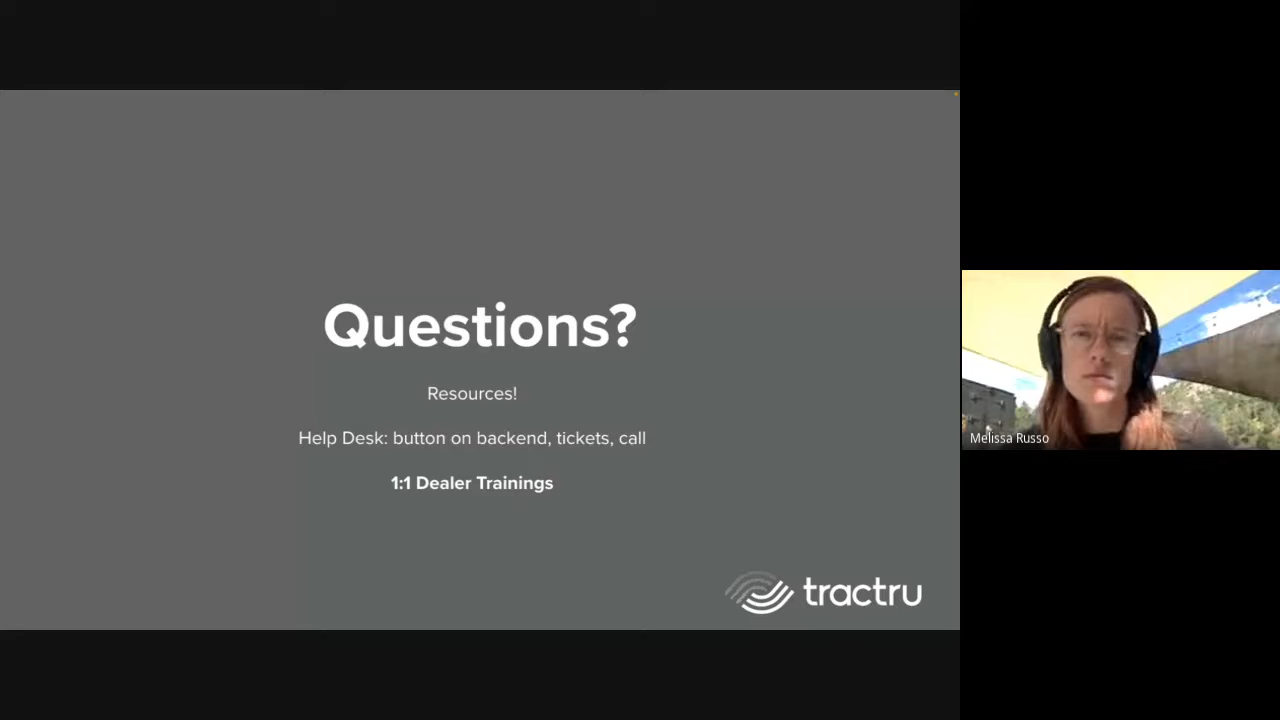 Questions?
Resources!
Help Desk: button on backend, tickets, call
1:1 Dealer Trainings
tractru
Melissa Russo